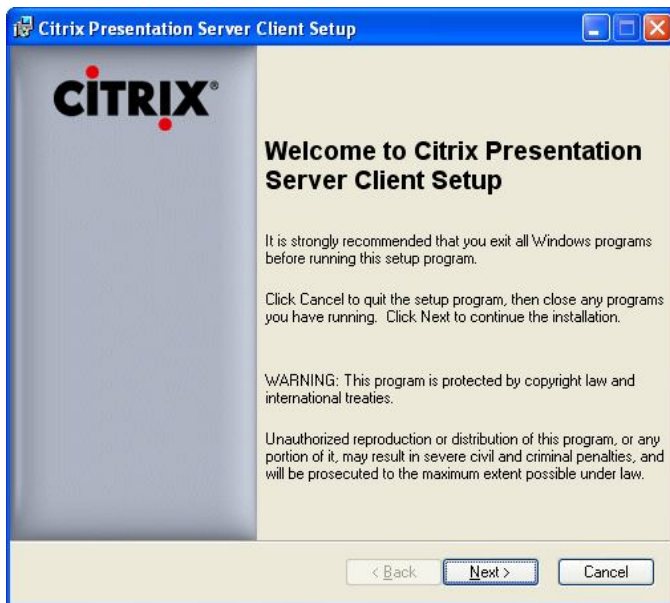 Citrix Presentation Server Client Setup
CİTRIX®
Welcome to Citrix Presentation
Server Client Setup
It is strongly recommended that you exit all Windows programs
before running this setup program.
Click Cancel to quit the setup program, then close any programs
you have running. Click Next to continue the installation.
WARNING: This program is protected by copyright law and
international treaties.
Unauthorized reproduction or distribution of this program, or any
portion of it, may result in severe civil and criminal penalties, and
will be prosecuted to the maximum extent possible under law.
< Back
Next >
Cancel